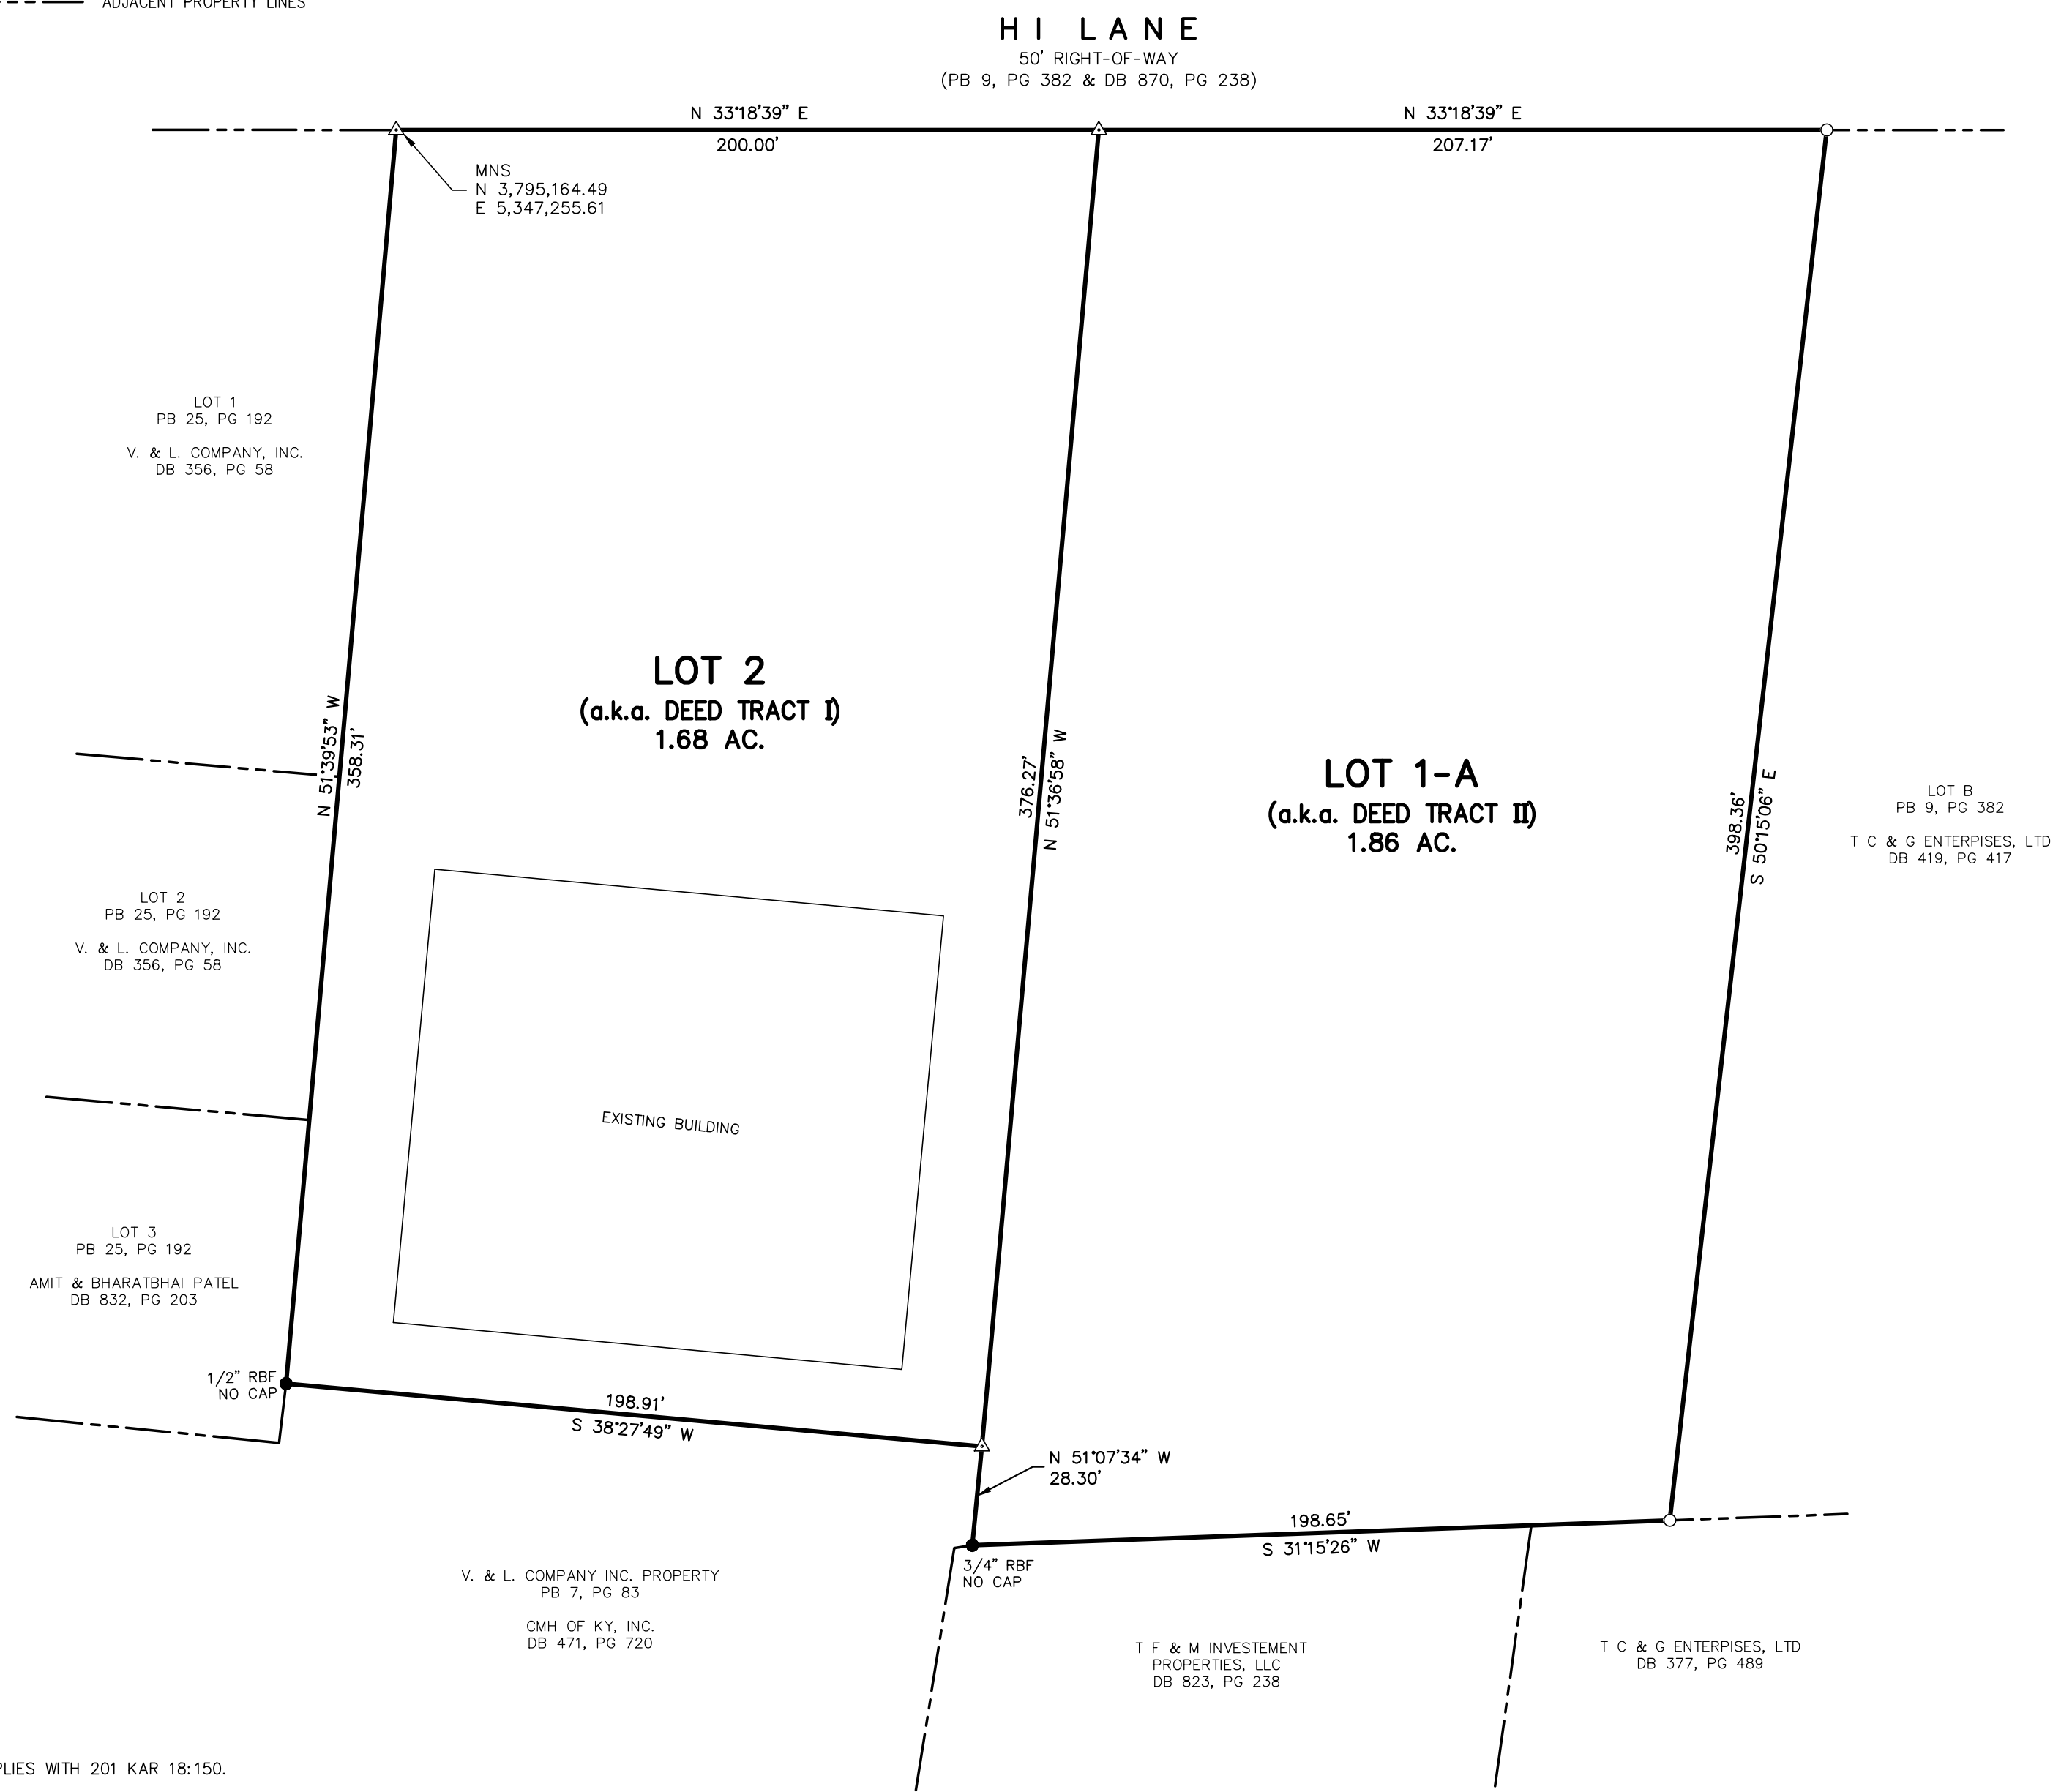 ADJACENT PROPERTY LINES
HI LANE
50' RIGHT-OF-WAY
(PB 9, PG 382 & DB 870, PG 238)
N 33°18'39" E
200.00'
N 33°18'39" E
207.17'
MNS
N 3,795,164.49
E 5,347,255.61
LOT 1
PB 25, PG 192
V. & L. COMPANY, INC.
DB 356, PG 58
N 51°39'53" W
358.31'
LOT 2
(a.k.a. DEED TRACT I)
1.68 AC.
376.27'
N 51°36'58" W
LOT 1-A
(a.k.a. DEED TRACT II)
1.86 AC.
398.36'
S 50°15'06" E
LOT B
PB 9, PG 382
T C & G ENTERPISES, LTD
DB 419, PG 417
LOT 2
PB 25, PG 192
V. & L. COMPANY, INC.
DB 356, PG 58
EXISTING BUILDING
LOT 3
PB 25, PG 192
AMIT & BHARATBHAI PATEL
DB 832, PG 203
1/2" RBF
NO CAP
198.91'
S 38°27'49" W
N 51°07'34" W
28.30'
198.65'
S 31°15'26" W
3/4" RBF
NO CAP
V. & L. COMPANY INC. PROPERTY
PB 7, PG 83
CMH OF KY, INC.
DB 471, PG 720
T F & M INVESTEMENT
PROPERTIES, LLC
DB 823, PG 238
T C & G ENTERPISES, LTD
DB 377, PG 489
PLIES WITH 201 KAR 18:150.